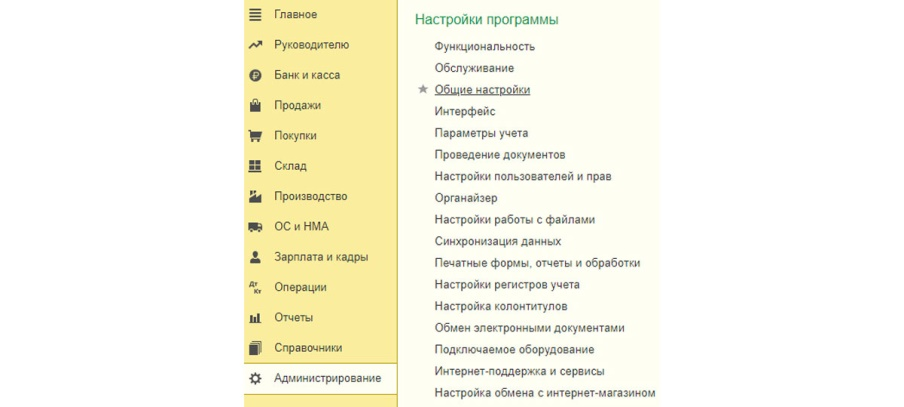 Главное
Руководителю
Банк и касса
Продажи
Покупки
Склад
Производство
ОС и НМА
Зарплата и кадры
Дт Кт Операции
Отчеты
Справочники
Администрирование
Настройки программы
Функциональность
Обслуживание
Общие настройки
Интерфейс
Параметры учета
Проведение документов
Настройки пользователей и прав
Органайзер
Настройки работы с файлами
Синхронизация данных
Печатные формы, отчеты и обработки
Настройки регистров учета
Настройка колонтитулов
Обмен электронными документами
Подключаемое оборудование
Интернет-поддержка и сервисы
Настройка обмена с интернет-магазином